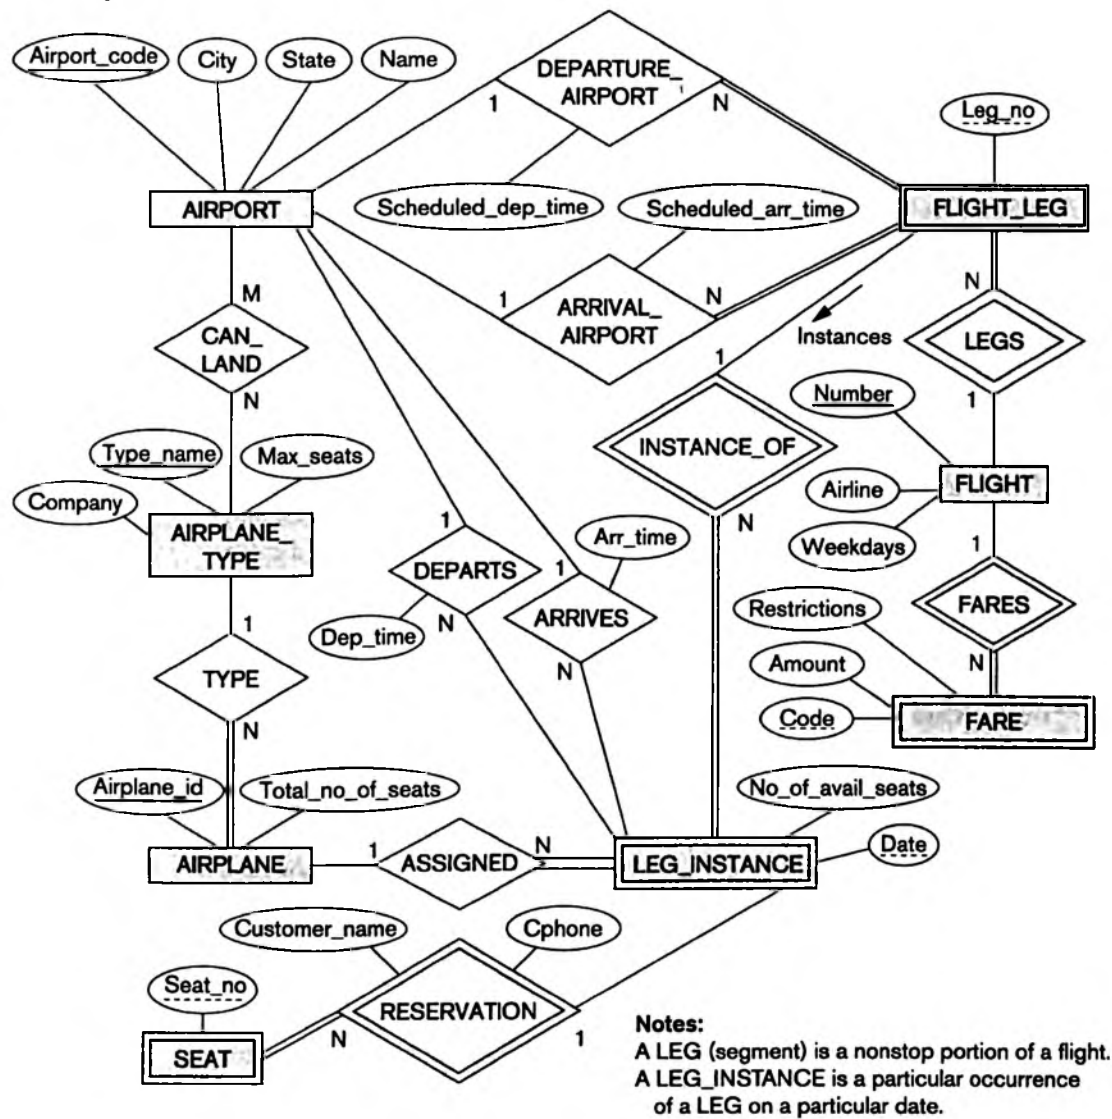 Airport_code
City
State
Name
DEPARTURE_
AIRPORT
1
N
Leg_no
AIRPORT
Scheduled_dep_time
Scheduled_arr_time
FLIGHT_LEG
M
1
ARRIVAL_
AIRPORT
N
N
CAN_
LAND
Instances
LEGS
N
1
1
Number
Type_name
Max_seats
INSTANCE_OF
Company
Airline
FLIGHT
AIRPLANE_
TYPE
1
Arr_time
N
Weekdays
1
DEPARTS
1
Restrictions
FARES
1
Dep_time
N
ARRIVES
TYPE
N
Amount
N
N
Code
FARE
Airplane_id
Total_no_of_seats
No_of_avail_seats
Date
AIRPLANE
1
ASSIGNED
N
LEG_INSTANCE
Customer_name
Cphone
Seat_no
RESERVATION
SEAT
N
1
Notes:
A LEG (segment) is a nonstop portion of a flight.
A LEG_INSTANCE is a particular occurrence
of a LEG on a particular date.